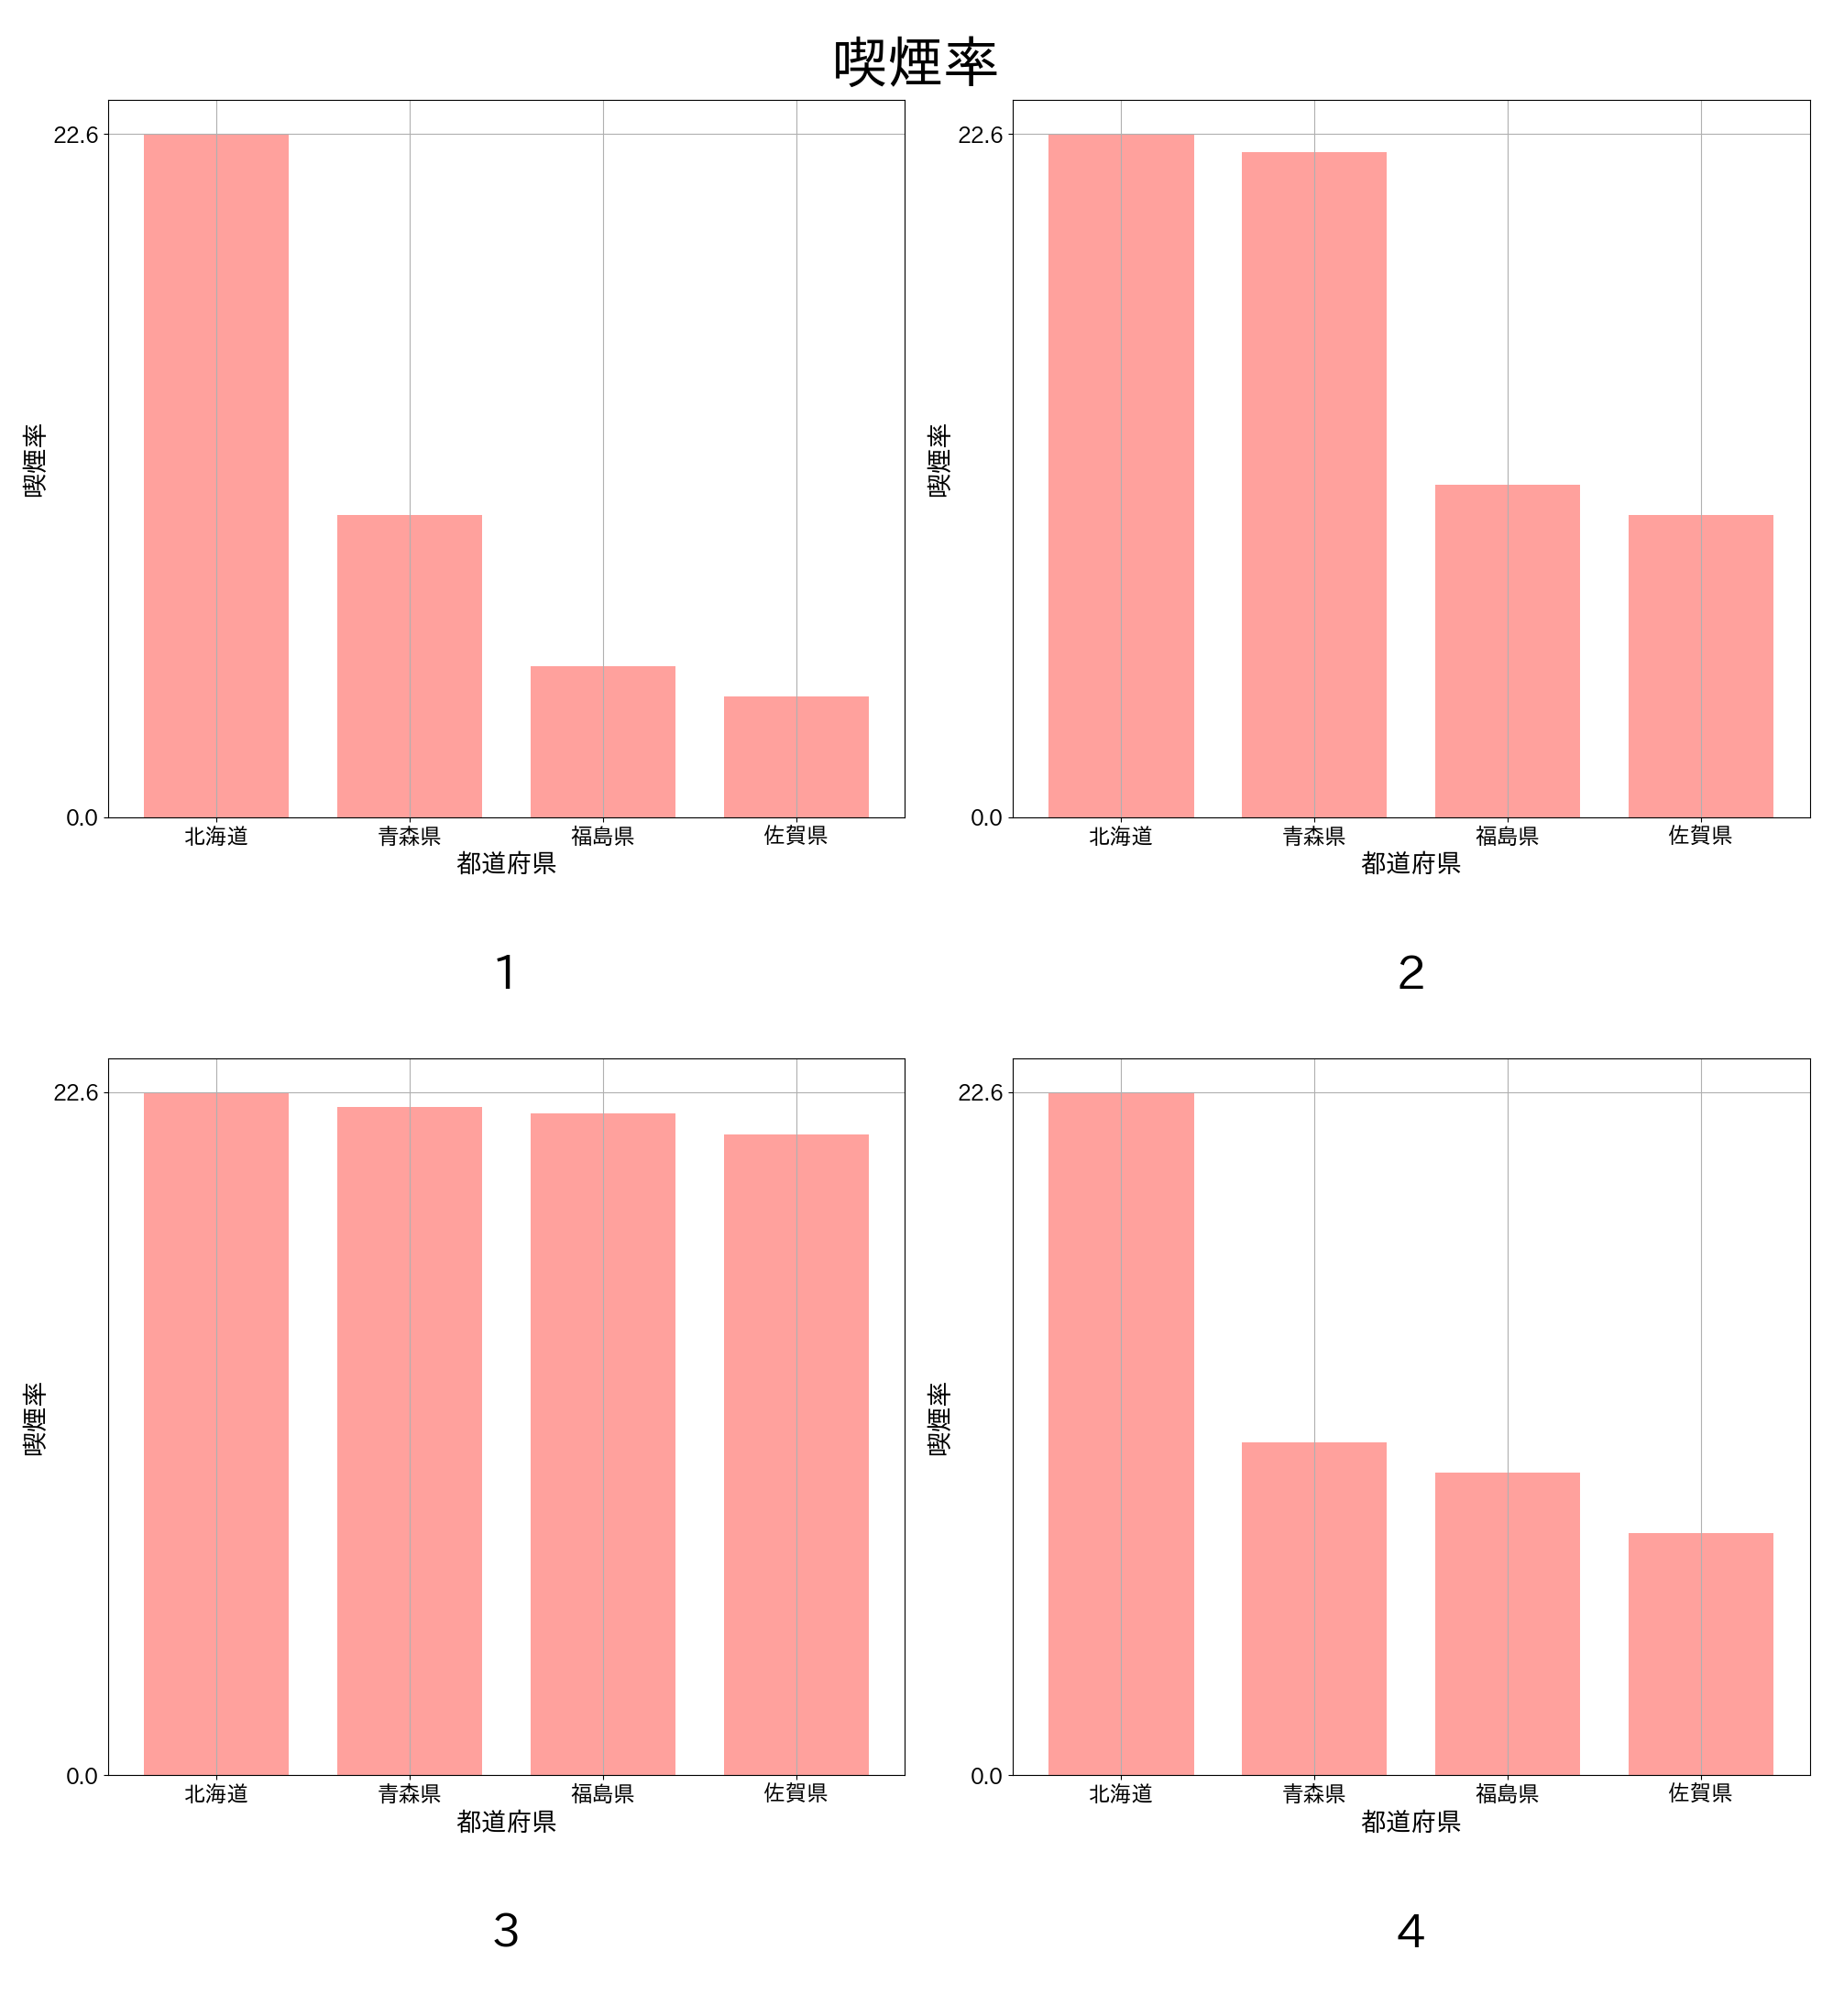 喫煙率
22.6
喫煙率
0.0
北海道 青森県 福島県 佐賀県
都道府県
1
22.6
喫煙率
0.0
北海道 青森県 福島県 佐賀県
都道府県
2
22.6
喫煙率
0.0
北海道 青森県 福島県 佐賀県
都道府県
3
22.6
喫煙率
0.0
北海道 青森県 福島県 佐賀県
都道府県
4